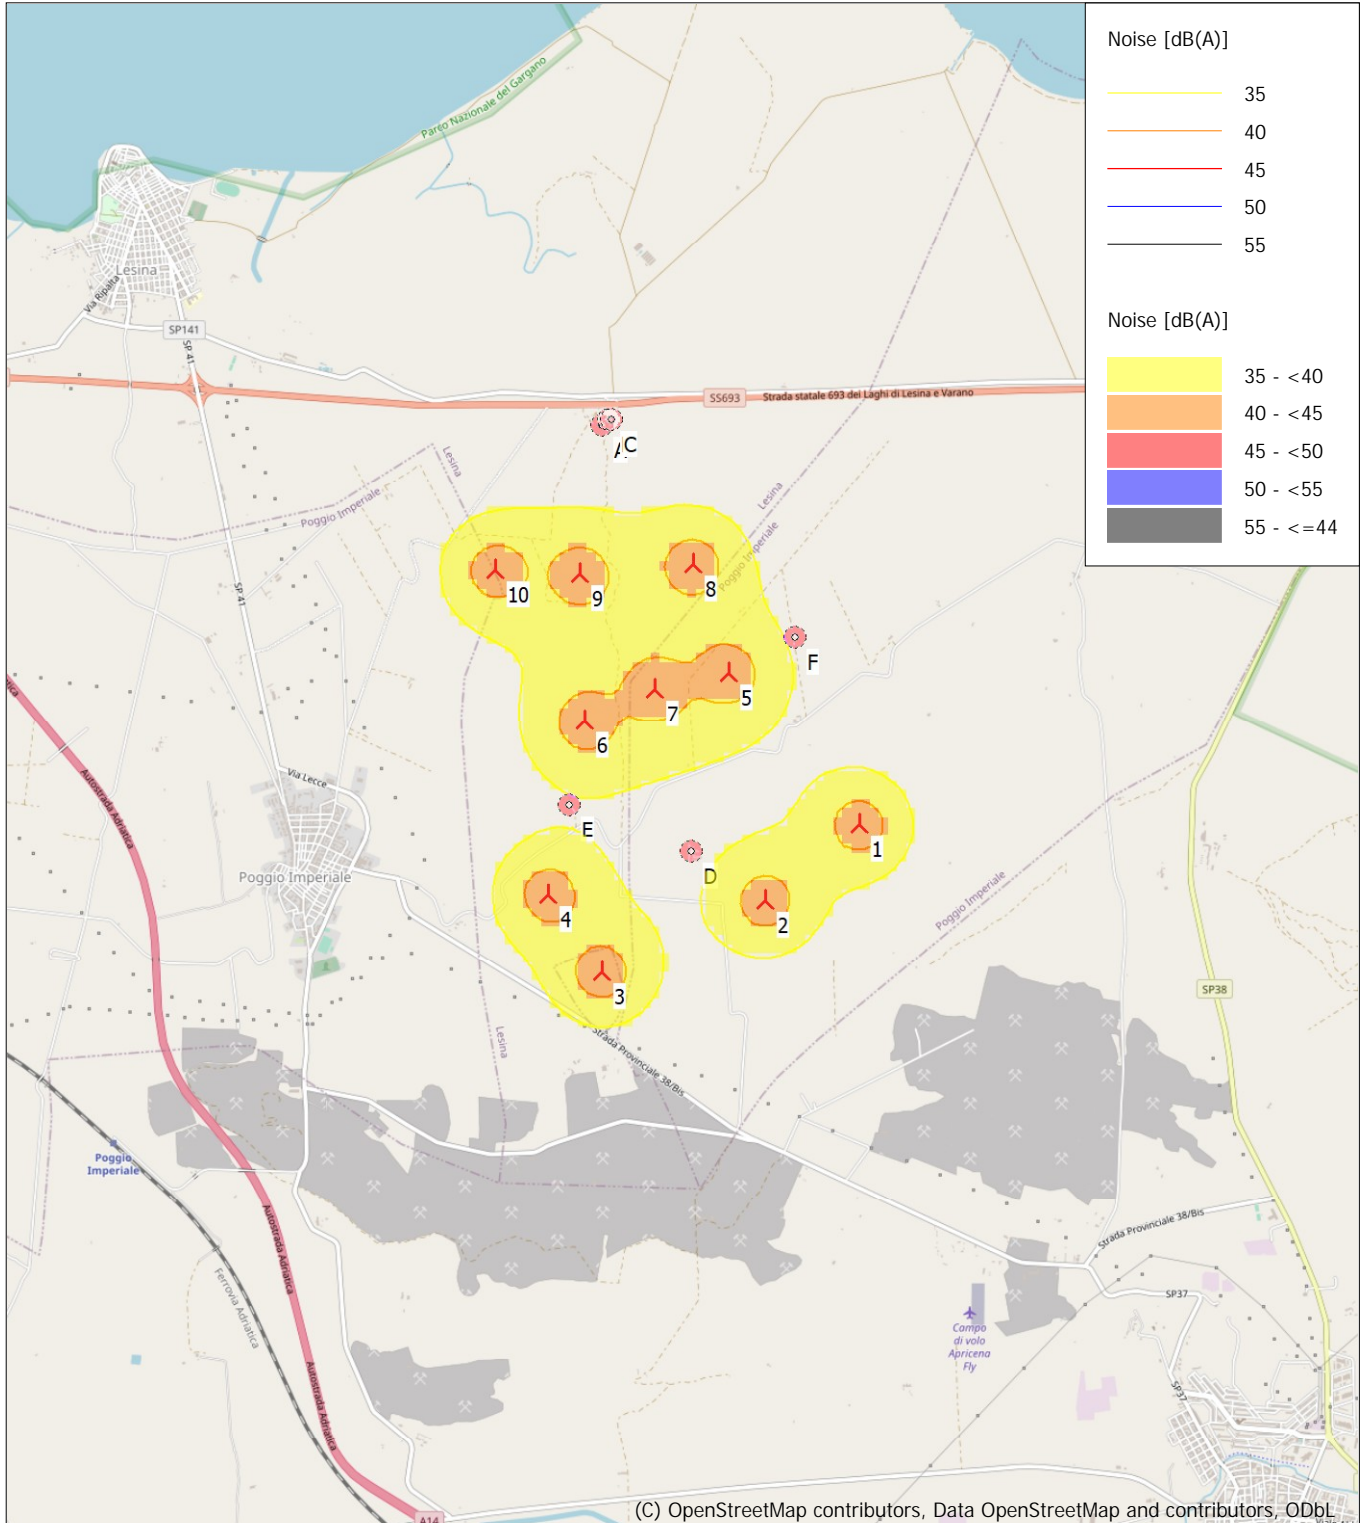 Noise [dB(A)]
35
40
45
50
55
Noise [dB(A)]
35 - <40
40 - <45
45 - <50
50 - <55
55 - <=44
Parco Nazionale del Gargano
Lesina
Via Ripalta
SP141
SP 41
SS693
Strada statale 693 dei Laghi di Lesina e Varano
A
C
Lesina
Poggio Imperiale
Lesina
Poggio Imperiale
SP 41
10
9
8
F
5
7
6
Via Lecce
E
D
1
2
4
3
Poggio Imperiale
Autostrada Adriatica
Poggio Imperiale
SP38
Lesina
Strada Provinciale 38/Bis
Poggio
Imperiale
Autostrada Adriatica
Ferrovia Adriatica
Strada Provinciale 38/Bis
SP37
Campo
di volo
Apricena
Fly
SP37
Autostrada Adriatica
A14
(C) OpenStreetMap contributors, Data OpenStreetMap and contributors, ODbL